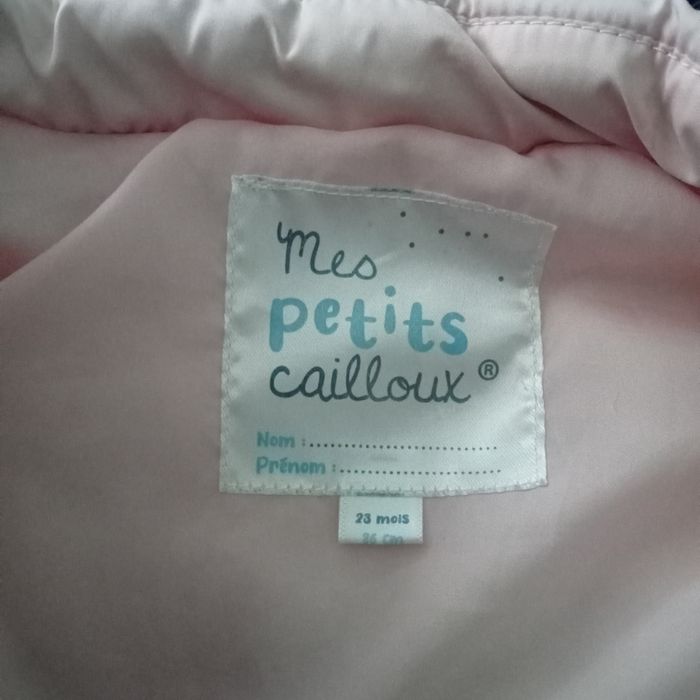 Mes
petits
cailloux®
Nom :
Prénom :
23 mois
86 cm